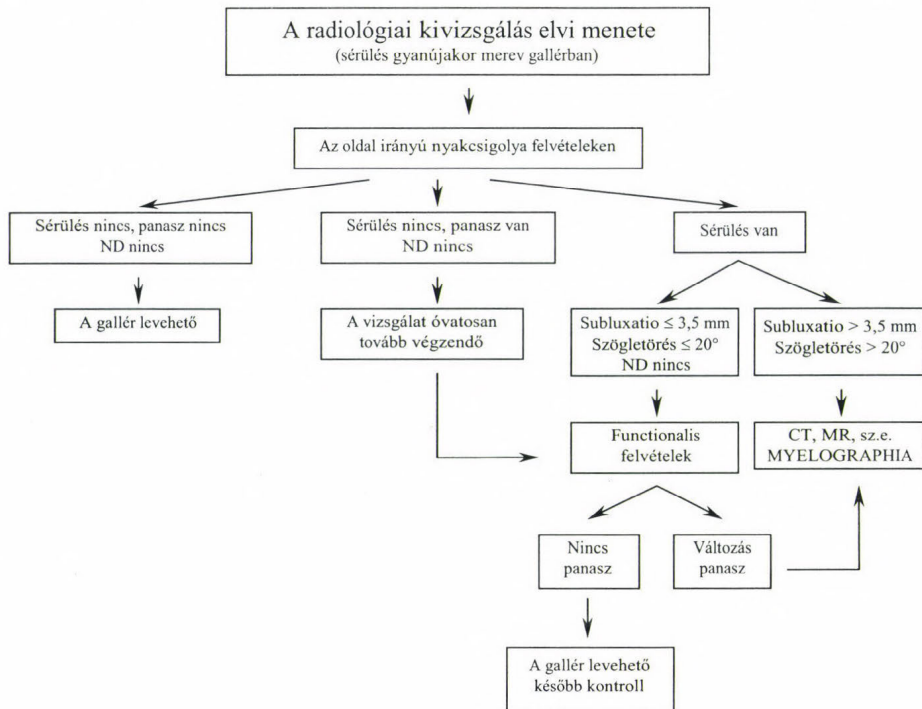 A radiológiai kivizsgálás elvi menete
(sérülés gyanújakor merev gallérban)
Az oldal irányú nyakcsigolya felvételeken
Sérülés nincs, panasz nincs
ND nincs
Sérülés nincs, panasz van
ND nincs
Sérülés van
A gallér levehető
A vizsgálat óvatosan
tovább végzendő
Subluxatio ≤ 3,5 mm
Szögletörés ≤ 20°
ND nincs
Subluxatio > 3,5 mm
Szögletörés > 20°
Functionalis
felvételek
CT, MR, sz.e.
MYELOGRAPHIA
Nincs
panasz
Változás
panasz
A gallér levehető
később kontroll